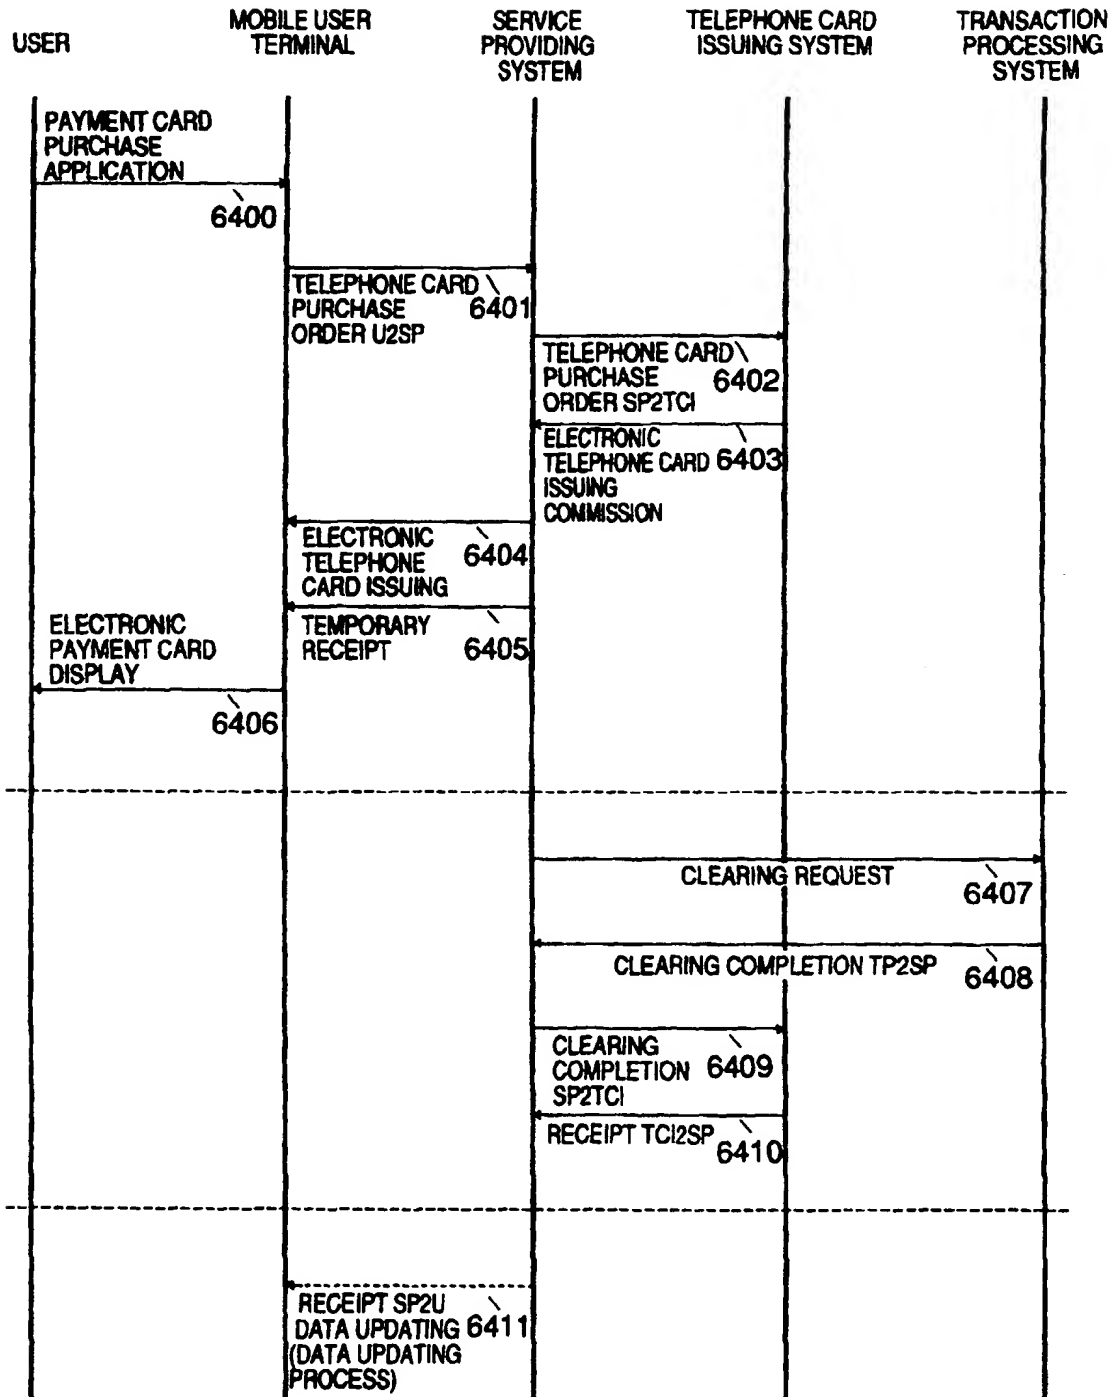 USER
MOBILE USER
TERMINAL
SERVICE
PROVIDING
SYSTEM
TELEPHONE CARD
ISSUING SYSTEM
TRANSACTION
PROCESSING
SYSTEM
PAYMENT CARD
PURCHASE
APPLICATION
6400
TELEPHONE CARD
PURCHASE
ORDER U2SP
6401
TELEPHONE CARD
PURCHASE
ORDER SP2TCI
6402
ELECTRONIC
TELEPHONE CARD
ISSUING
COMMISSION
6403
ELECTRONIC
TELEPHONE
CARD ISSUING
6404
TEMPORARY
RECEIPT
6405
ELECTRONIC
PAYMENT CARD
DISPLAY
6406
CLEARING REQUEST
6407
CLEARING COMPLETION TP2SP
6408
CLEARING
COMPLETION
SP2TCI
6409
RECEIPT TCI2SP
6410
RECEIPT SP2U
DATA UPDATING
(DATA UPDATING
PROCESS)
6411